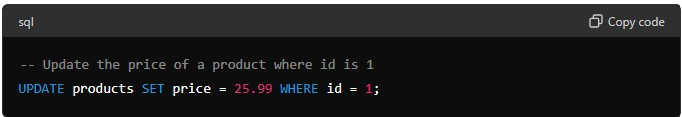 sql
Copy code
-- Update the price of a product where id is 1
UPDATE products SET price = 25.99 WHERE id = 1;